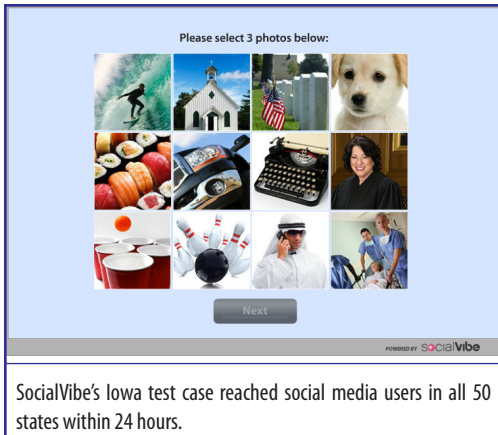 Please select 3 photos below:
Next
POWERED BY socialvibe
SocialVibe's Iowa test case reached social media users in all 50
states within 24 hours.